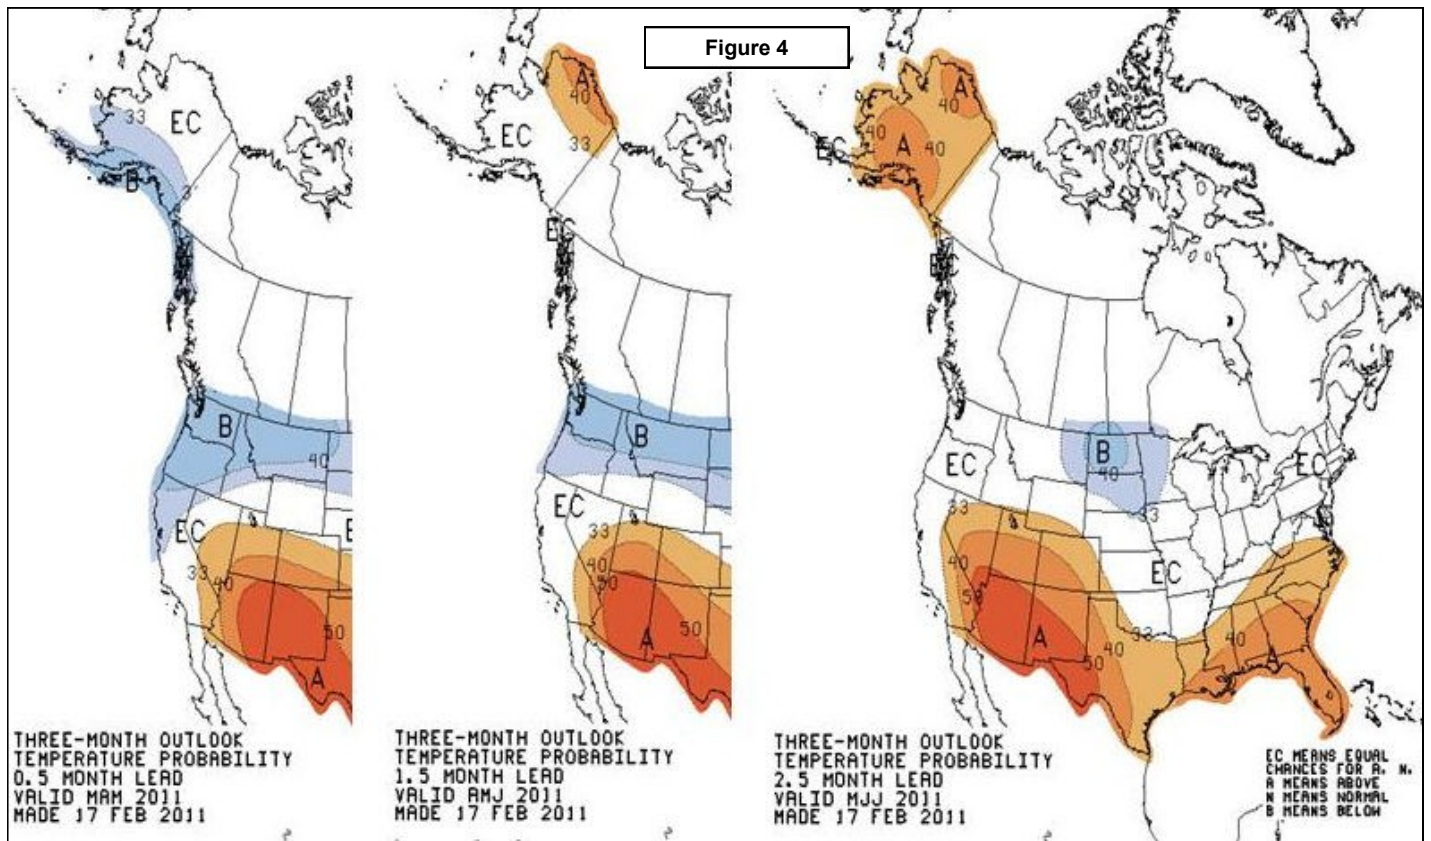 Figure 4
33
EC
B
3
B
40
EC
33
40
50
A
THREE-MONTH OUTLOOK
TEMPERATURE PROBABILITY
0.5 MONTH LEAD
VALID MAM 2011
MADE 17 FEB 2011
A
40
EC
33
EC
B
EC
33
40
50
50
A
THREE-MONTH OUTLOOK
TEMPERATURE PROBABILITY
1.5 MONTH LEAD
VALID AMJ 2011
MADE 17 FEB 2011
A
40
40
EC
A
40
EC
B
40
EC
EC
33
33
40
EC
50
A
33
40
50
40
A
THREE-MONTH OUTLOOK
TEMPERATURE PROBABILITY
2.5 MONTH LEAD
VALID MJJ 2011
MADE 17 FEB 2011
EC MEANS EQUAL
CHANCES FOR A, N,
A MEANS ABOVE
N MEANS NORMAL
B MEANS BELOW